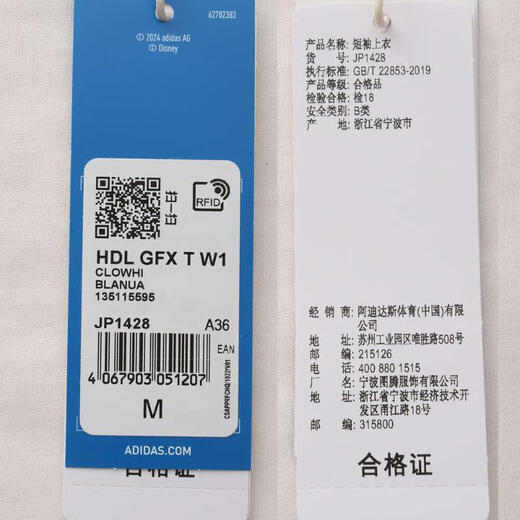 62782383
© 2024 adidas AG
© Disney
RFID
HDL GFX T W1
CLOWHI
BLANUA
135115595
JP1428
A36
EAN
4 067903 051207
M
ADIDAS.COM
合格证
产品名称: 短袖上衣
货 号: JP1428
执行标准: GB/T 22853-2019
产品等级: 合格品
检验合格: 检18
安全类别: B类
产 地: 浙江省宁波市
经 销 商: 阿迪达斯体育(中国)有限
公司
地 址: 苏州工业园区唯胜路508号
邮 编: 215126
电 话: 400 880 1515
厂 名: 宁波图腾服饰有限公司
地 址: 浙江省宁波市经济技术开
发区甬江路18号
邮 编: 315800
合格证